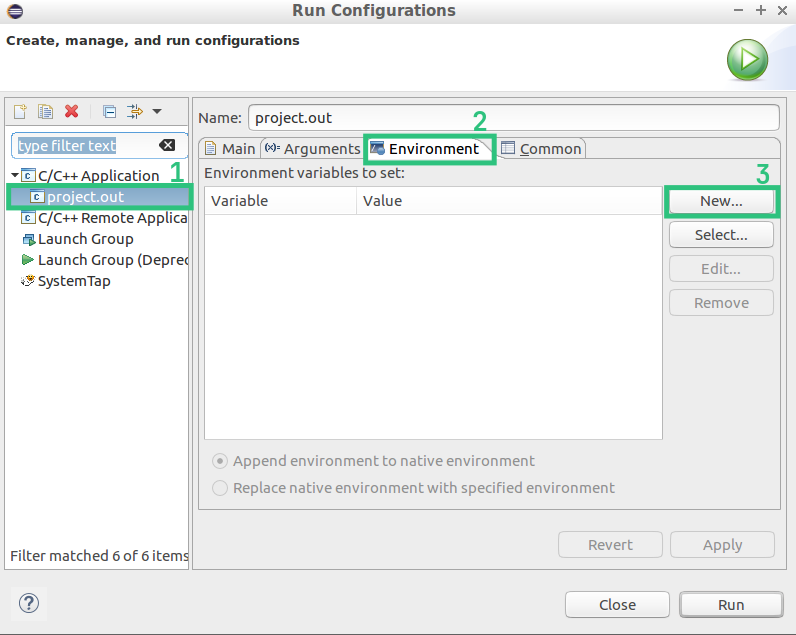 Run Configurations
Create, manage, and run configurations
type filter text
C/C++ Application
1
project.out
C/C++ Remote Applica
Launch Group
Launch Group (Deprec
SystemTap
Filter matched 6 of 6 items
Name: project.out
2
Main (x)= Arguments Environment Common
Environment variables to set:
3
Variable Value
New...
Select...
Edit...
Remove
Append environment to native environment
Replace native environment with specified environment
Revert Apply
? Close Run